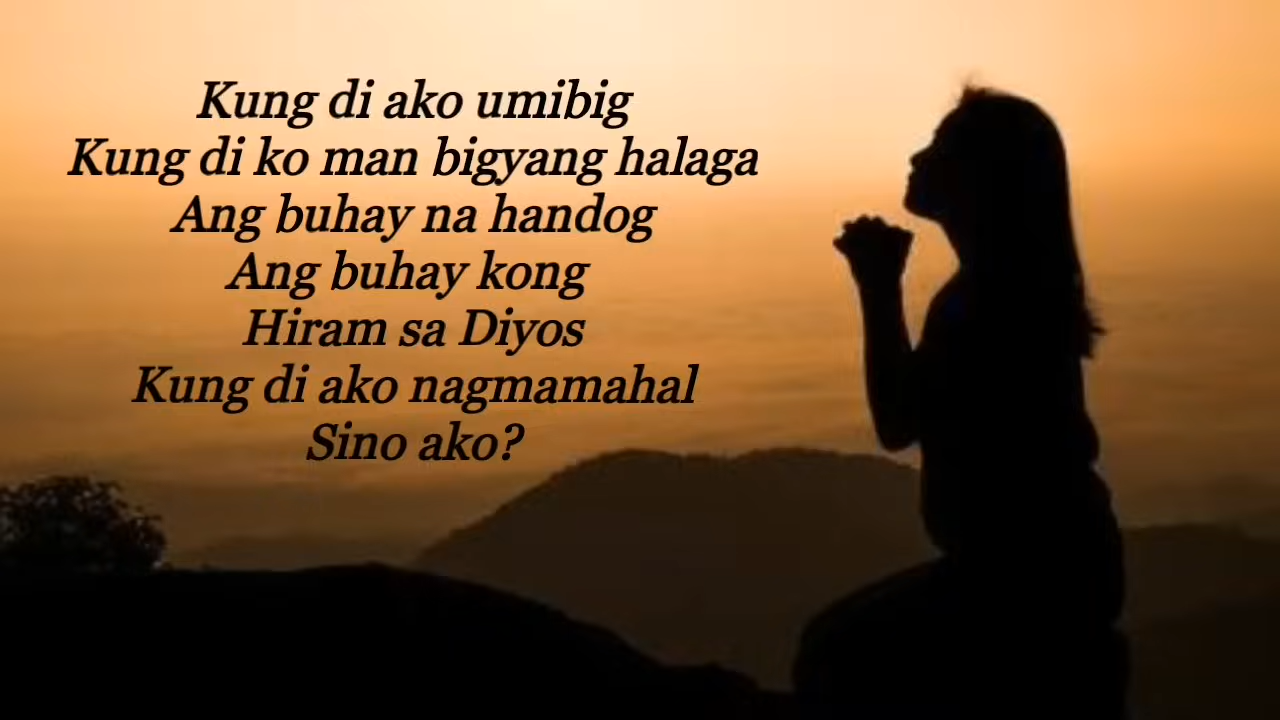 Kung di ako umibig
Kung di ko man bigyang halaga
Ang buhay na handog
Ang buhay kong
Hiram sa Diyos
Kung di ako nagmamahal
Sino ako?